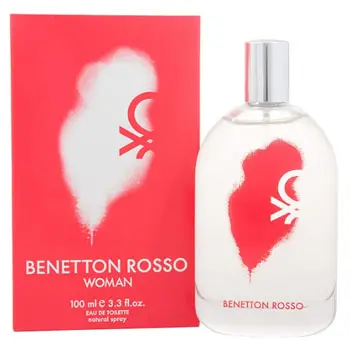 BENETTON ROSSO
WOMAN
100 ml ℮ 3.3 fl.oz.
EAU DE TOILETTE
natural spray
BENETTON ROSSO